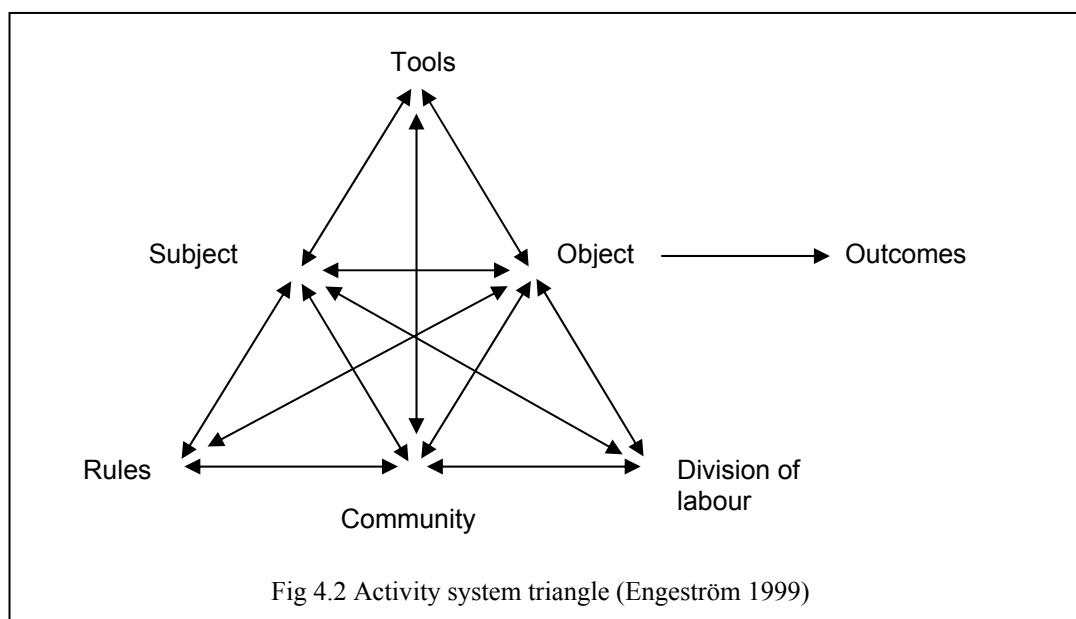 Tools
Subject
Object
Outcomes
Rules
Community
Division of
labour
Fig 4.2 Activity system triangle (Engeström 1999)